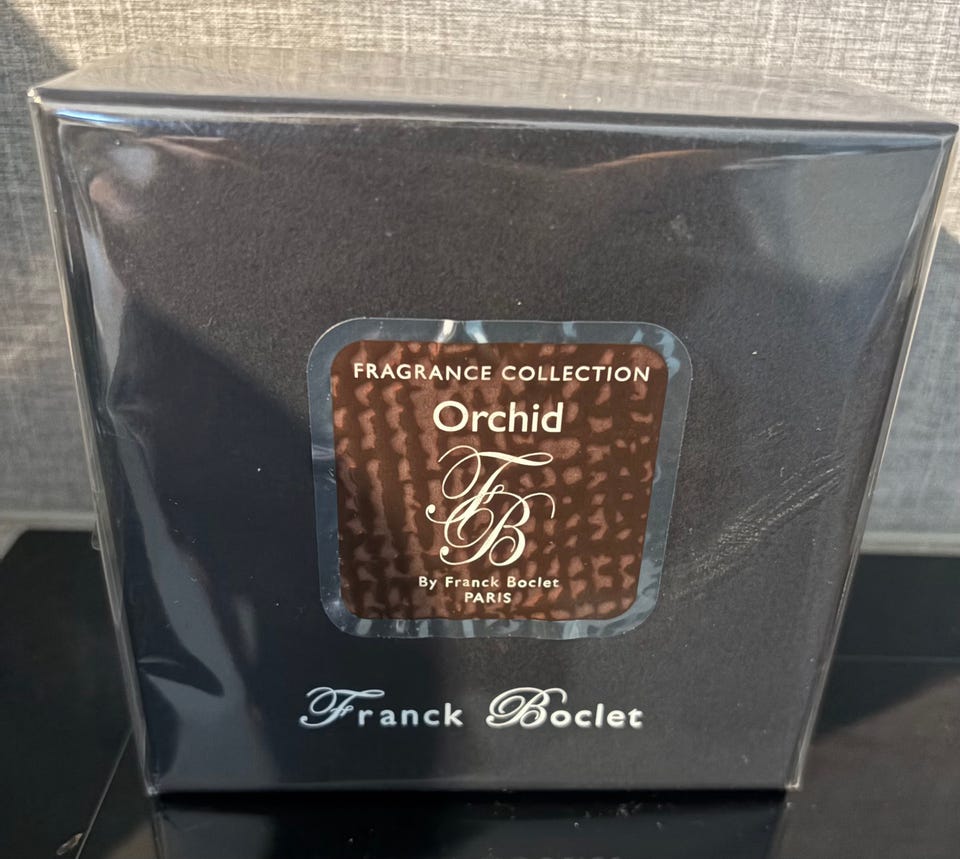 FRAGRANCE COLLECTION
Orchid
FB
By Franck Boclet
PARIS
Franck Boclet